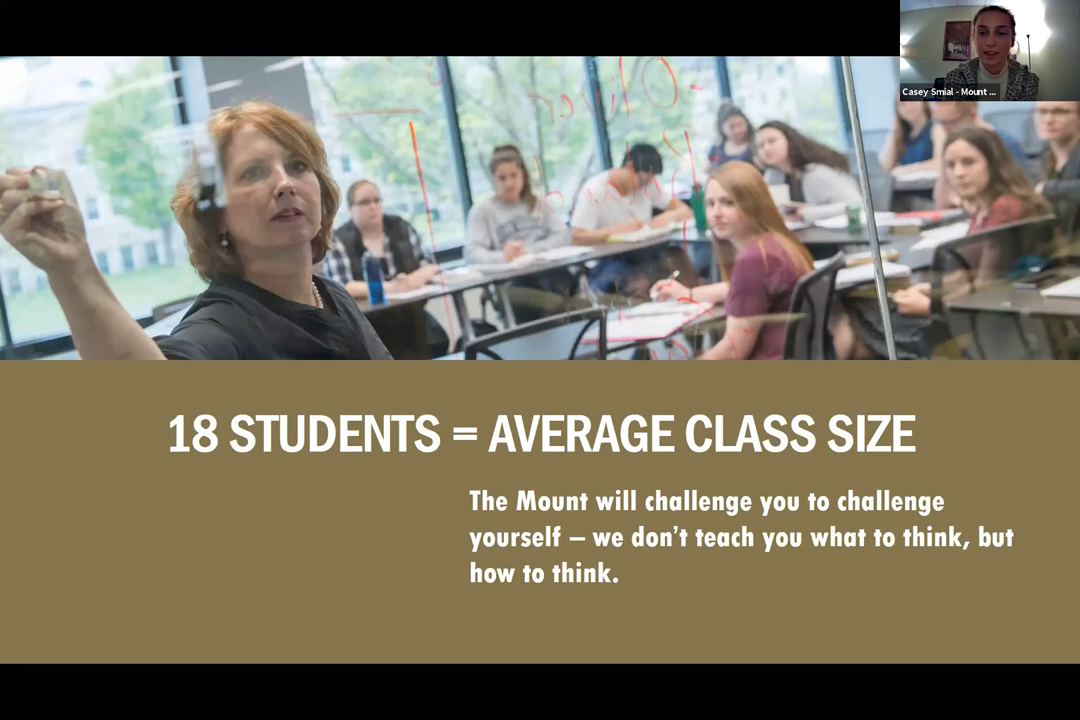 Casey Smial - Mount ...
18 STUDENTS = AVERAGE CLASS SIZE
The Mount will challenge you to challenge
yourself – we don't teach you what to think, but
how to think.